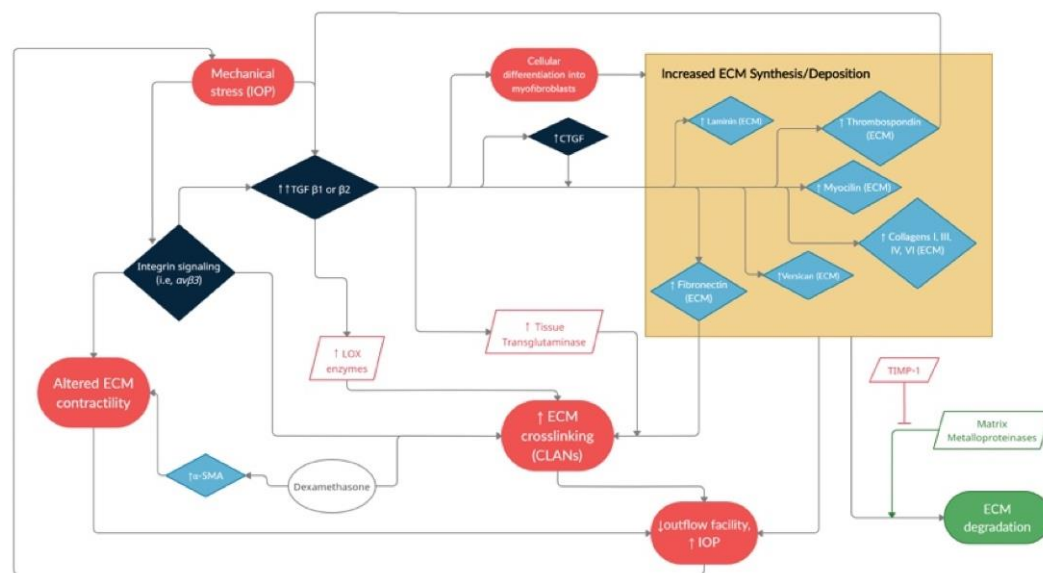 Mechanical
stress (IOP)
Cellular
differentiation into
myofibroblasts
Increased ECM Synthesis/Deposition
↑ Laminin (ECM)
↑ Thrombospondin
(ECM)
↑CTGF
↑↑TGF β1 or β2
↑ Myocilin (ECM)
↑ Collagens I, III,
IV, VI (ECM)
Integrin signaling
(i.e, αvβ3)
↑Versican (ECM)
↑ Fibronectin
(ECM)
↑ Tissue
Transglutaminase
↑ LOX
enzymes
TIMP-1
Altered ECM
contractility
↑ ECM
crosslinking
(CLANs)
Matrix
Metalloproteinases
↑α-SMA
Dexamethasone
↓outflow facility,
↑ IOP
ECM
degradation